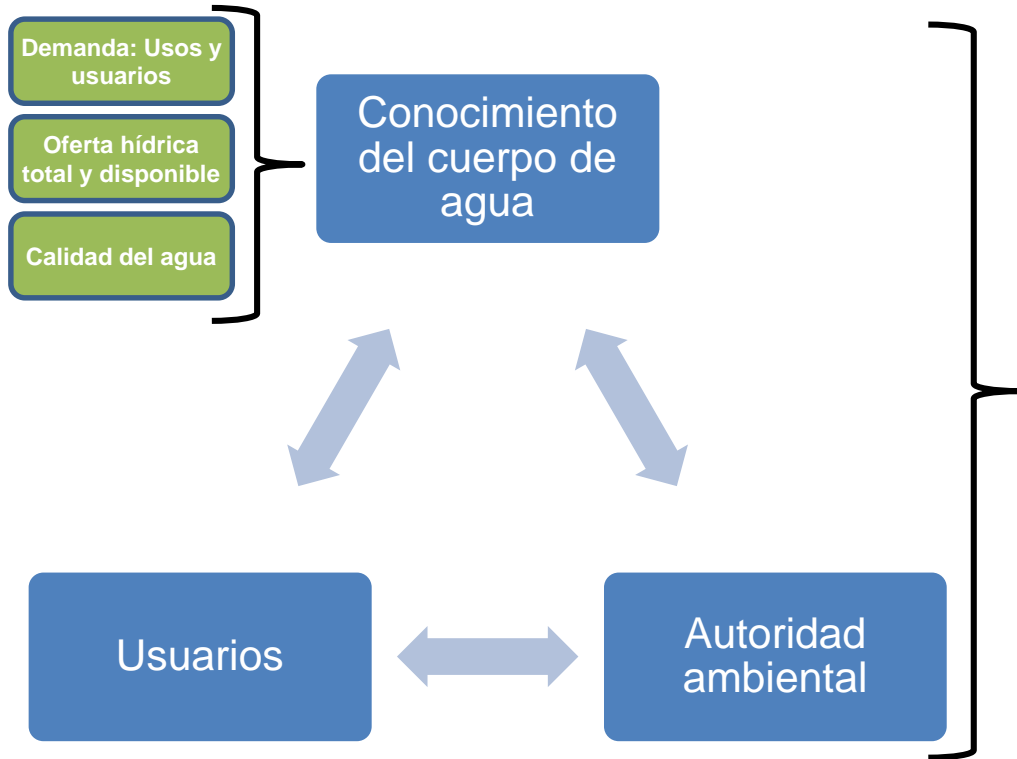 Demanda: Usos y
usuarios
Oferta hídrica
total y disponible
Calidad del agua
Conocimiento
del cuerpo de
agua
Usuarios
Autoridad
ambiental